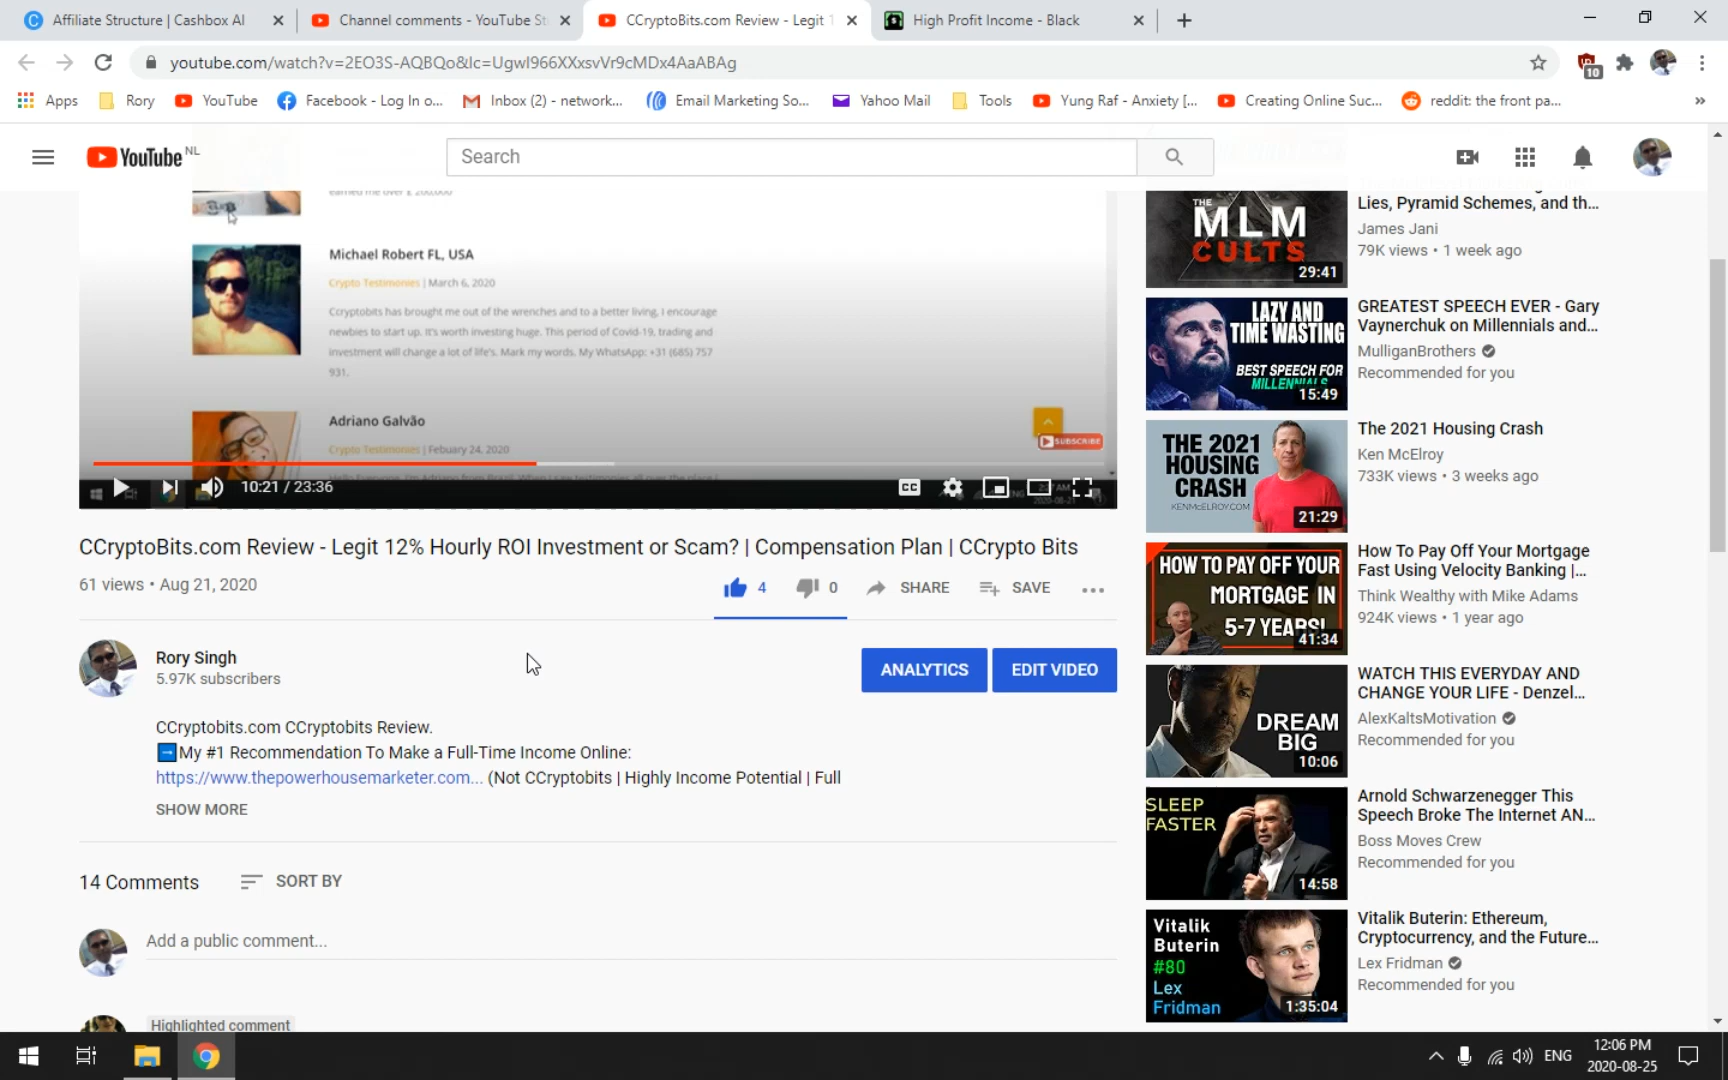 Affiliate Structure | Cashbox AI
Channel comments - YouTube St
CCryptoBits.com Review - Legit 1
High Profit Income - Black
youtube.com/watch?v=2EO3S-AQBQo&lc=UgwI966XXxsvVr9cMDx4AaABAg
10
Apps
Rory
YouTube
Facebook - Log In o...
Inbox (2) - network...
Email Marketing So...
Yahoo Mail
Tools
Yung Raf - Anxiety [...
Creating Online Suc...
reddit: the front pa...
»
YouTube NL
Search
earned me over £ 200,000
Michael Robert FL, USA
Crypto Testimonies | March 6, 2020
Ccryptobits has brought me out of the wrenches and to a better living, I encourage
newbies to start up. It's worth investing huge. This period of Covid-19, trading and
investment will change a lot of life's. Mark my words. My WhatsApp: +31 (685) 757
931.
Adriano Galvão
Crypto Testimonies | Febuary 24, 2020
SUBSCRIBE
10:21 / 23:36
CC
CCryptoBits.com Review - Legit 12% Hourly ROI Investment or Scam? | Compensation Plan | CCrypto Bits
61 views • Aug 21, 2020
4
0
SHARE
SAVE
Rory Singh
5.97K subscribers
ANALYTICS
EDIT VIDEO
CCryptobits.com CCryptobits Review.
➡My #1 Recommendation To Make a Full-Time Income Online:
https://www.thepowerhousemarketer.com... (Not CCryptobits | Highly Income Potential | Full
SHOW MORE
14 Comments
SORT BY
Add a public comment...
Highlighted comment
THE
MLM
CULTS
29:41
Lies, Pyramid Schemes, and th...
James Jani
79K views • 1 week ago
LAZY AND
TIME WASTING
BEST SPEECH FOR
MILLENNIALS
15:49
GREATEST SPEECH EVER - Gary
Vaynerchuk on Millennials and...
MulliganBrothers
Recommended for you
THE 2021
HOUSING
CRASH
KENMCELROY.COM
21:29
The 2021 Housing Crash
Ken McElroy
733K views • 3 weeks ago
HOW TO PAY OFF YOUR
MORTGAGE IN
5-7 YEARS!
41:34
How To Pay Off Your Mortgage
Fast Using Velocity Banking |...
Think Wealthy with Mike Adams
924K views • 1 year ago
DREAM
BIG
10:06
WATCH THIS EVERYDAY AND
CHANGE YOUR LIFE - Denzel...
AlexKaltsMotivation
Recommended for you
SLEEP
FASTER
14:58
Arnold Schwarzenegger This
Speech Broke The Internet AN...
Boss Moves Crew
Recommended for you
Vitalik
Buterin
#80
Lex
Fridman
1:35:04
Vitalik Buterin: Ethereum,
Cryptocurrency, and the Future...
Lex Fridman
Recommended for you
ENG
12:06 PM
2020-08-25